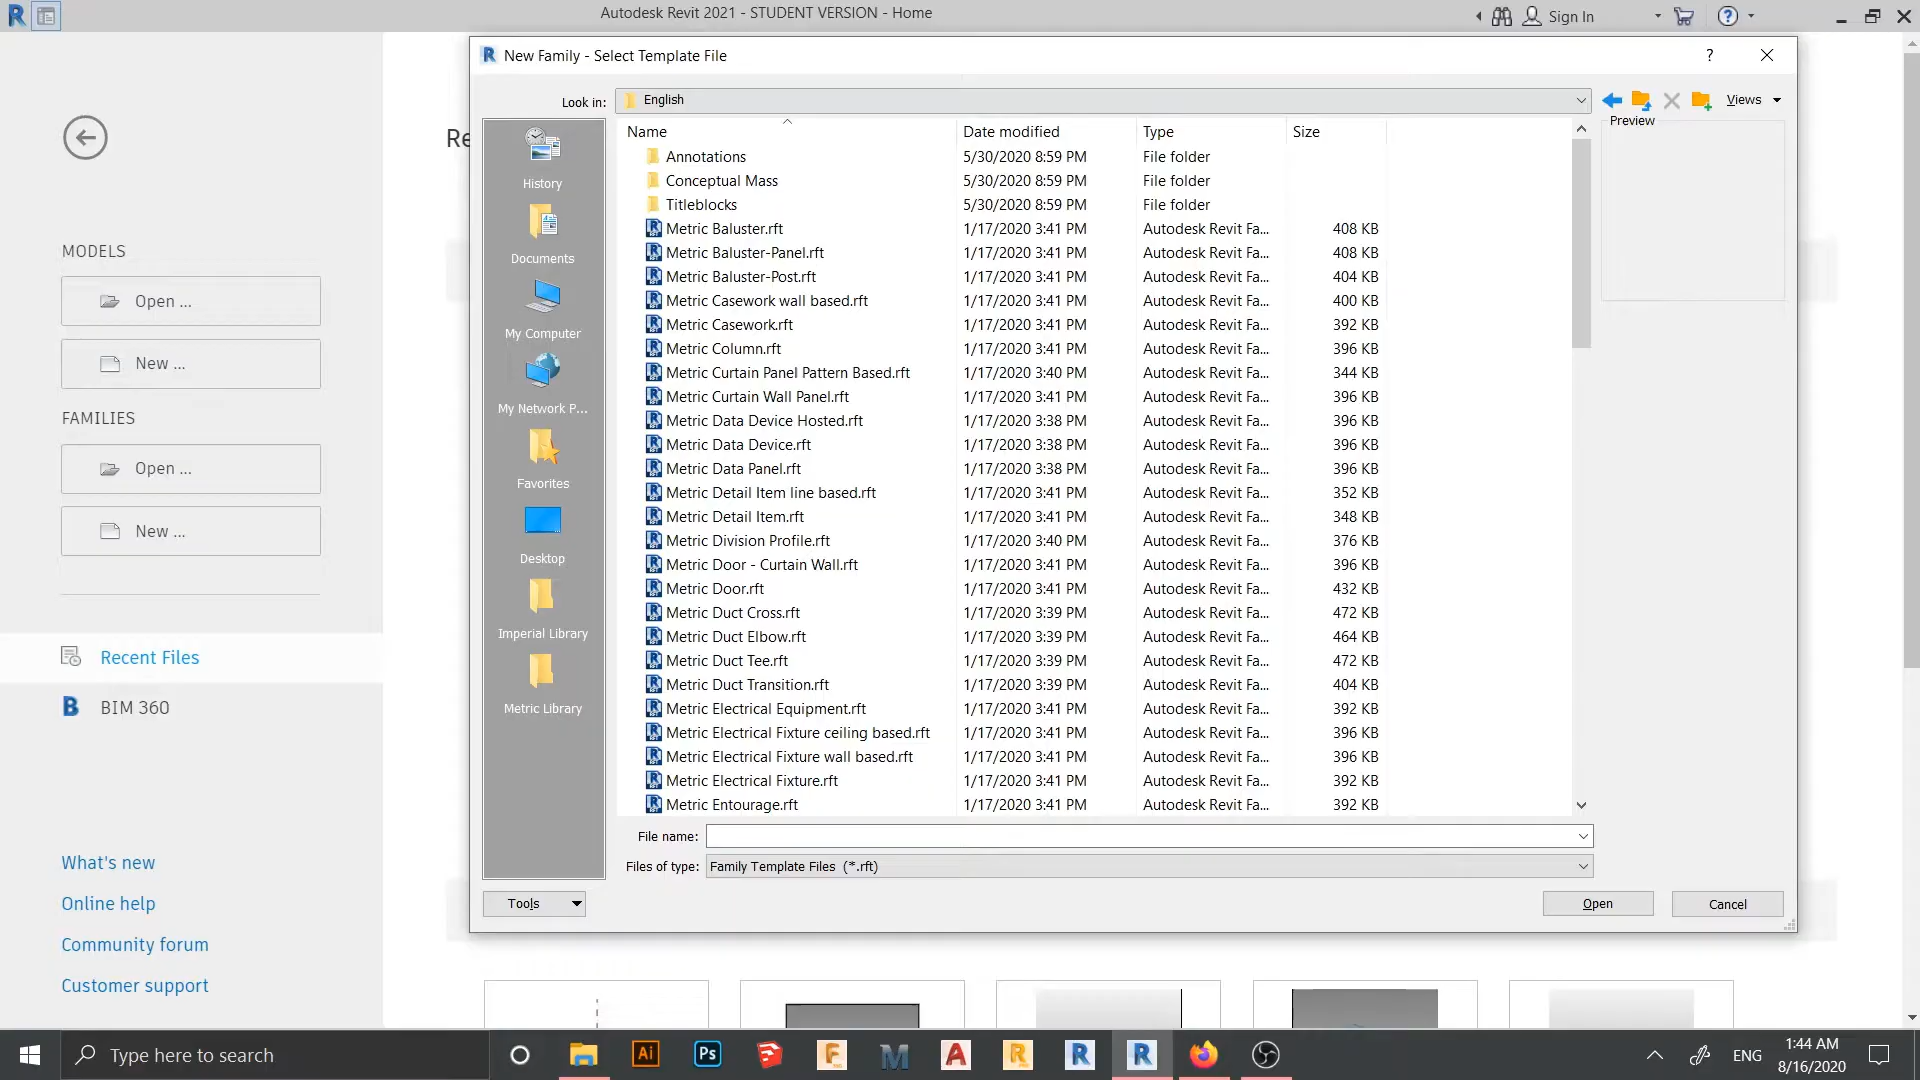 Autodesk Revit 2021 - STUDENT VERSION - Home
Sign In
New Family - Select Template File
Look in:
English
Views
Preview
History
Documents
My Computer
My Network P...
Favorites
Desktop
Imperial Library
Metric Library
Name Date modified Type Size
Annotations 5/30/2020 8:59 PM File folder
Conceptual Mass 5/30/2020 8:59 PM File folder
Titleblocks 5/30/2020 8:59 PM File folder
Metric Baluster.rft 1/17/2020 3:41 PM Autodesk Revit Fa... 408 KB
Metric Baluster-Panel.rft 1/17/2020 3:41 PM Autodesk Revit Fa... 408 KB
Metric Baluster-Post.rft 1/17/2020 3:41 PM Autodesk Revit Fa... 404 KB
Metric Casework wall based.rft 1/17/2020 3:41 PM Autodesk Revit Fa... 400 KB
Metric Casework.rft 1/17/2020 3:41 PM Autodesk Revit Fa... 392 KB
Metric Column.rft 1/17/2020 3:41 PM Autodesk Revit Fa... 396 KB
Metric Curtain Panel Pattern Based.rft 1/17/2020 3:40 PM Autodesk Revit Fa... 344 KB
Metric Curtain Wall Panel.rft 1/17/2020 3:41 PM Autodesk Revit Fa... 396 KB
Metric Data Device Hosted.rft 1/17/2020 3:38 PM Autodesk Revit Fa... 396 KB
Metric Data Device.rft 1/17/2020 3:38 PM Autodesk Revit Fa... 396 KB
Metric Data Panel.rft 1/17/2020 3:38 PM Autodesk Revit Fa... 396 KB
Metric Detail Item line based.rft 1/17/2020 3:41 PM Autodesk Revit Fa... 352 KB
Metric Detail Item.rft 1/17/2020 3:41 PM Autodesk Revit Fa... 348 KB
Metric Division Profile.rft 1/17/2020 3:40 PM Autodesk Revit Fa... 376 KB
Metric Door - Curtain Wall.rft 1/17/2020 3:41 PM Autodesk Revit Fa... 396 KB
Metric Door.rft 1/17/2020 3:41 PM Autodesk Revit Fa... 432 KB
Metric Duct Cross.rft 1/17/2020 3:39 PM Autodesk Revit Fa... 472 KB
Metric Duct Elbow.rft 1/17/2020 3:39 PM Autodesk Revit Fa... 464 KB
Metric Duct Tee.rft 1/17/2020 3:39 PM Autodesk Revit Fa... 472 KB
Metric Duct Transition.rft 1/17/2020 3:39 PM Autodesk Revit Fa... 404 KB
Metric Electrical Equipment.rft 1/17/2020 3:41 PM Autodesk Revit Fa... 392 KB
Metric Electrical Fixture ceiling based.rft 1/17/2020 3:41 PM Autodesk Revit Fa... 396 KB
Metric Electrical Fixture wall based.rft 1/17/2020 3:41 PM Autodesk Revit Fa... 396 KB
Metric Electrical Fixture.rft 1/17/2020 3:41 PM Autodesk Revit Fa... 392 KB
Metric Entourage.rft 1/17/2020 3:41 PM Autodesk Revit Fa... 392 KB
File name:
Files of type: Family Template Files (*.rft)
Tools
Open
Cancel
Re
MODELS
Open ...
New ...
FAMILIES
Open ...
New ...
Recent Files
BIM 360
What's new
Online help
Community forum
Customer support
Type here to search
Ai
Ps
ENG
1:44 AM
8/16/2020